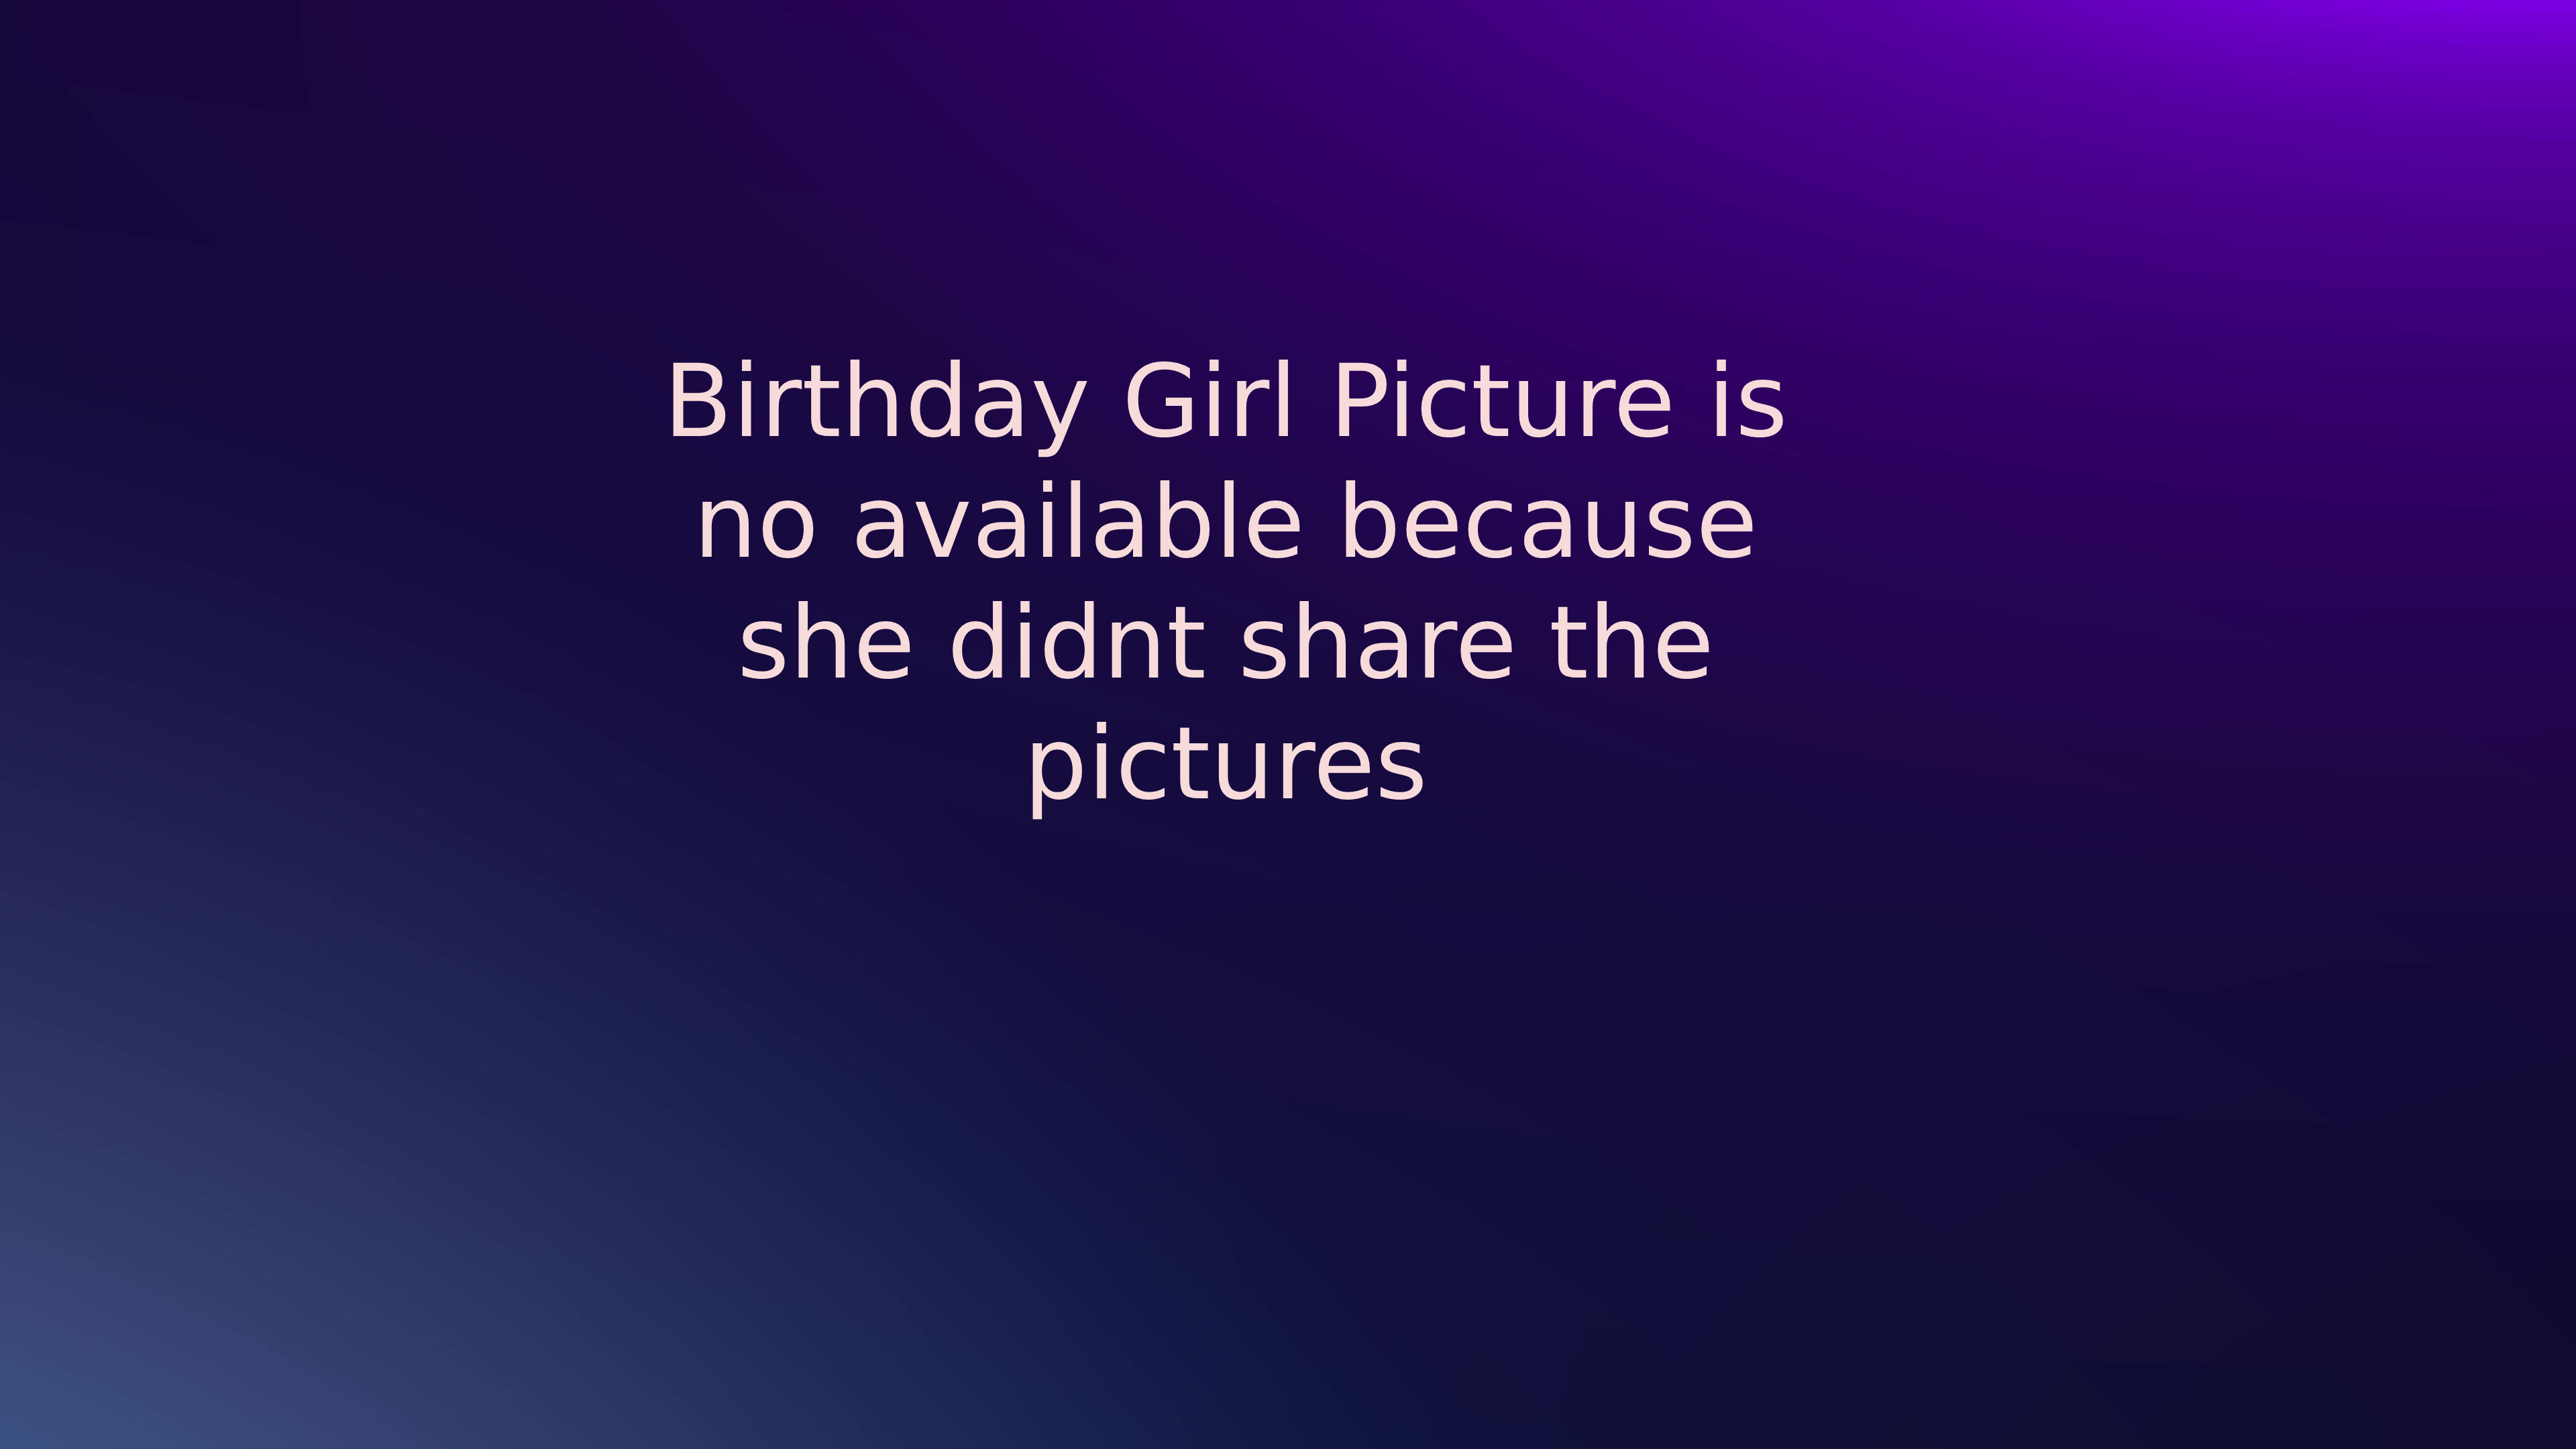 Birthday Girl Picture is
no available because
she didnt share the
pictures